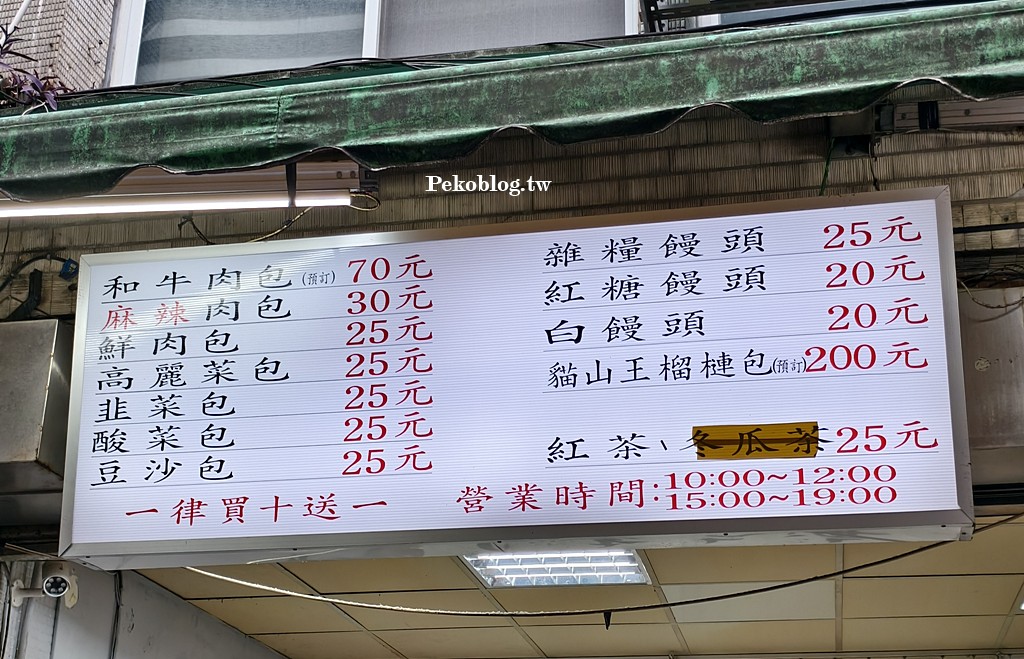 Pekoblog.tw
和牛肉包(預訂) 70元
麻辣肉包 30元
鮮肉包 25元
高麗菜包 25元
韭菜包 25元
酸菜包 25元
豆沙包 25元
一律買十送一
雜糧饅頭 25元
紅糖饅頭 20元
白饅頭 20元
貓山王榴槤包(預訂)200元
紅茶、冬瓜茶 25元
營業時間:10:00~12:00
15:00~19:00